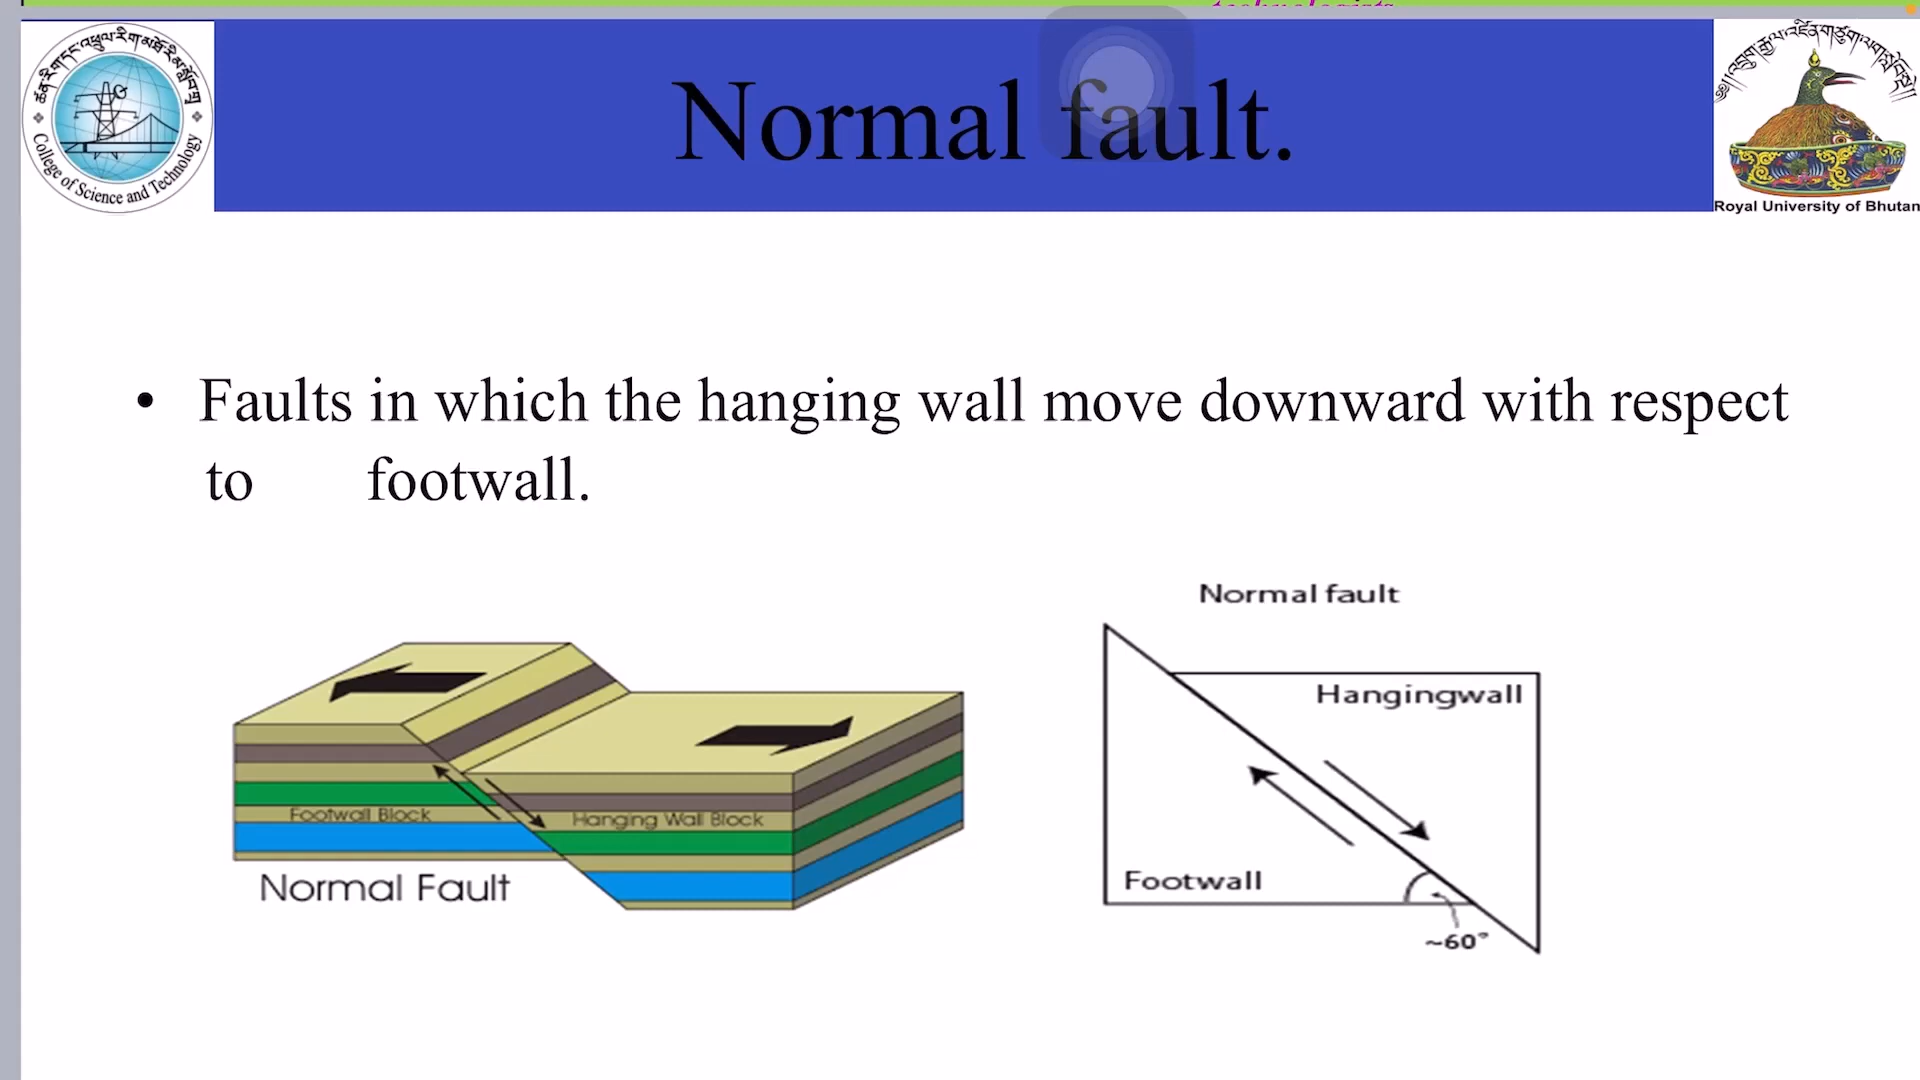 technologists
College of Science and Technology
Normal fault.
Royal University of Bhutan
• Faults in which the hanging wall move downward with respect
to footwall.
Footwall Block
Hanging Wall Block
Normal Fault
Normal fault
Hangingwall
Footwall
~60°